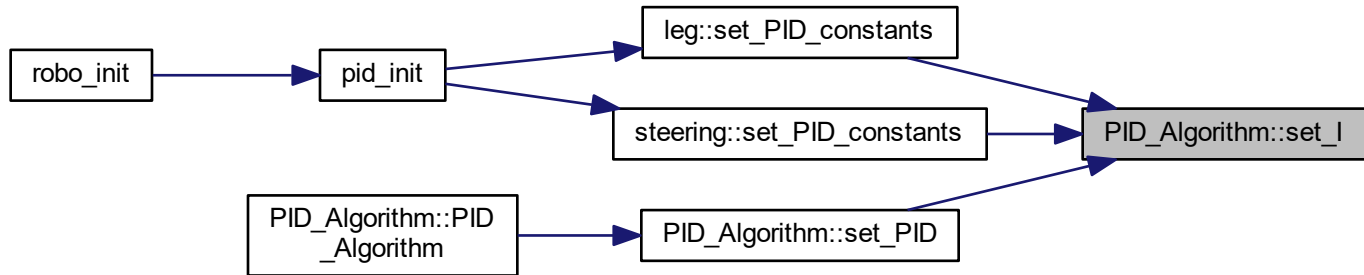 robo_init
pid_init
leg::set_PID_constants
steering::set_PID_constants
PID_Algorithm::set_I
PID_Algorithm::PID
_Algorithm
PID_Algorithm::set_PID